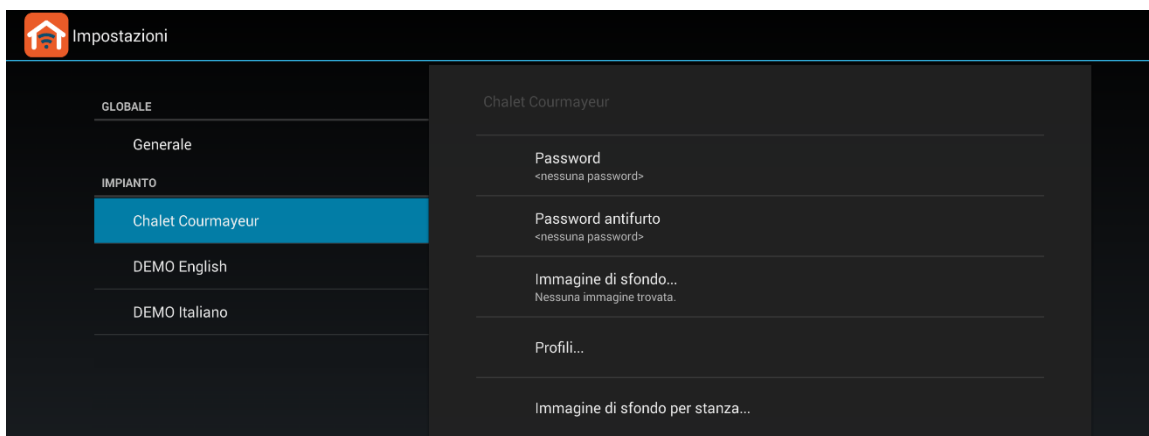 Impostazioni
GLOBALE
Generale
IMPIANTO
Chalet Courmayeur
DEMO English
DEMO Italiano
Chalet Courmayeur
Password
<nessuna password>
Password antifurto
<nessuna password>
Immagine di sfondo...
Nessuna immagine trovata.
Profili...
Immagine di sfondo per stanza...